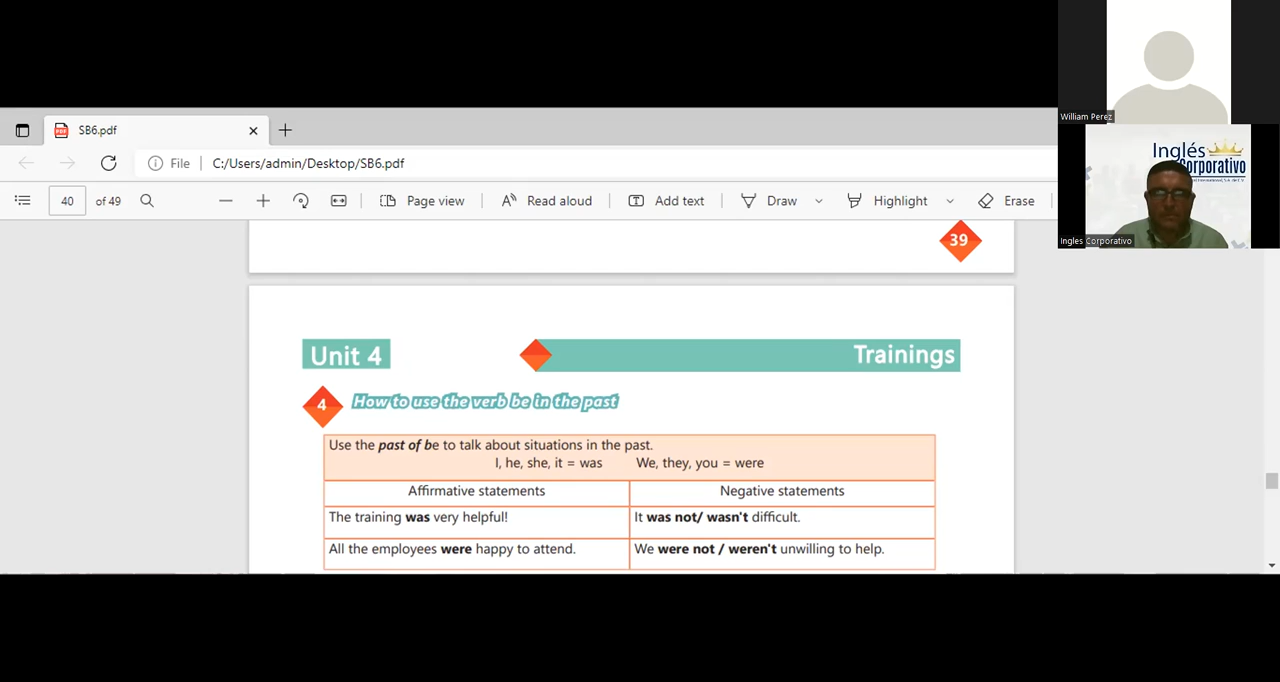 William Perez
Inglés
Corporativo
Ingles Corporativo
SB6.pdf
File
C:/Users/admin/Desktop/SB6.pdf
40 of 49
Page view
Read aloud
Add text
Draw
Highlight
Erase
39
Unit 4
Trainings
4 How to use the verb be in the past
Use the past of be to talk about situations in the past.
I, he, she, it = was We, they, you = were
Affirmative statements
Negative statements
The training was very helpful!
It was not/ wasn't difficult.
All the employees were happy to attend.
We were not / weren't unwilling to help.